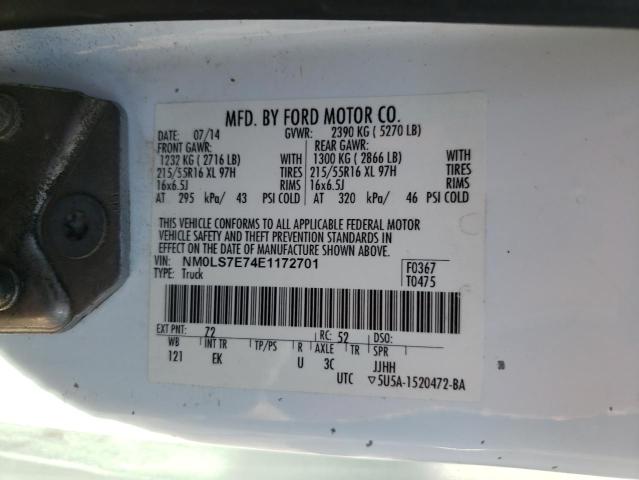 MFD. BY FORD MOTOR CO.
DATE: 07/14 GVWR: 2390 KG ( 5270 LB)
FRONT GAWR: REAR GAWR:
1232 KG ( 2716 LB) WITH 1300 KG ( 2866 LB) WITH
215/55R16 XL 97H TIRES 215/55R16 XL 97H TIRES
16x6.5J RIMS 16x6.5J RIMS
AT 295 kPa/ 43 PSI COLD AT 320 kPa/ 46 PSI COLD
THIS VEHICLE CONFORMS TO ALL APPLICABLE FEDERAL MOTOR
VEHICLE SAFETY AND THEFT PREVENTION STANDARDS IN
EFFECT ON THE DATE OF MANUFACTURE SHOWN ABOVE.
VIN: NM0LS7E74E1172701 F0367
TYPE: Truck T0475
EXT PNT: Z2 RC: 52 DSO:
WB INT TR TP/PS R AXLE TR SPR
121 EK U 3C JJHH
UTC ▽5U5A-1520472-BA